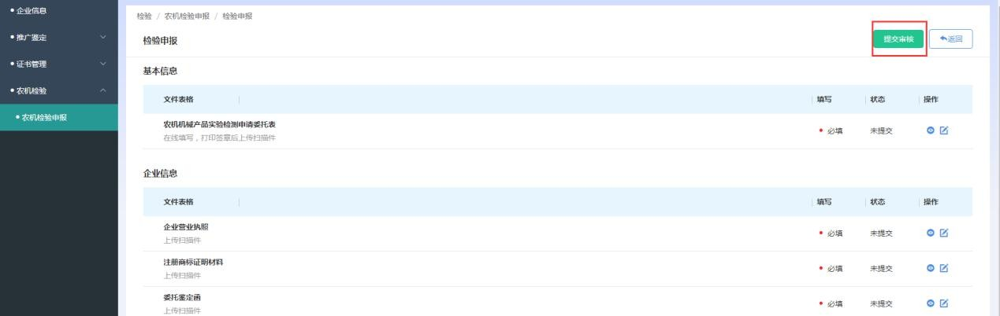 企业信息
推广鉴定
证书管理
农机检验
农机检验申报
检验 / 农机检验申报 / 检验申报
检验申报
提交审核
返回
基本信息
文件表格 填写 状态 操作
农机机械产品实验检测申请委托表
在线填写，打印签章后上传扫描件
必填 未提交
企业信息
文件表格 填写 状态 操作
企业营业执照
上传扫描件
必填 未提交
注册商标证明材料
上传扫描件
必填 未提交
委托鉴定函
上传扫描件
必填 未提交